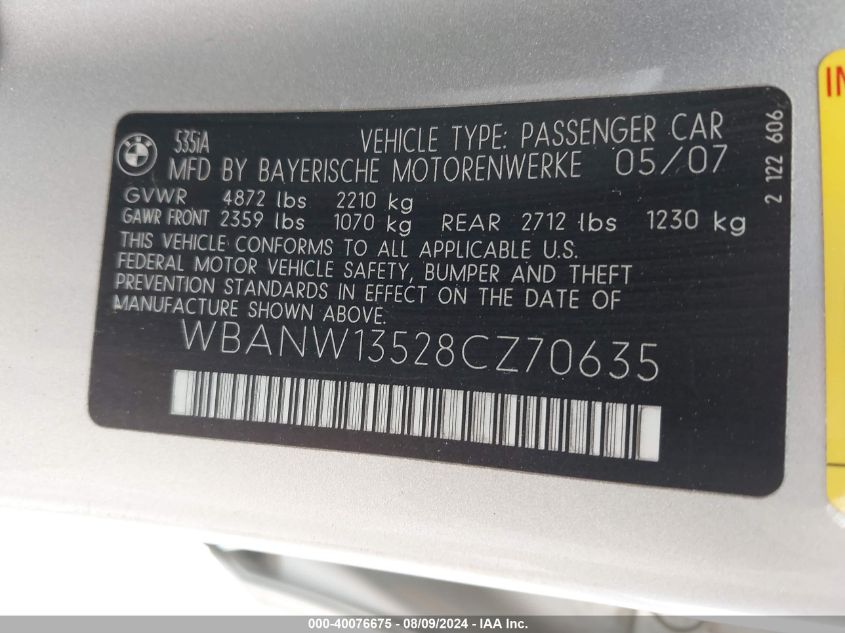 BMW
535iA
VEHICLE TYPE: PASSENGER CAR
MFD BY BAYERISCHE MOTORENWERKE 05/07
GVWR 4872 lbs 2210 kg
GAWR FRONT 2359 lbs 1070 kg REAR 2712 lbs 1230 kg
THIS VEHICLE CONFORMS TO ALL APPLICABLE U.S.
FEDERAL MOTOR VEHICLE SAFETY, BUMPER AND THEFT
PREVENTION STANDARDS IN EFFECT ON THE DATE OF
MANUFACTURE SHOWN ABOVE.
WBANW13528CZ70635
2 122 606
000-40076675 - 08/09/2024 - IAA Inc.